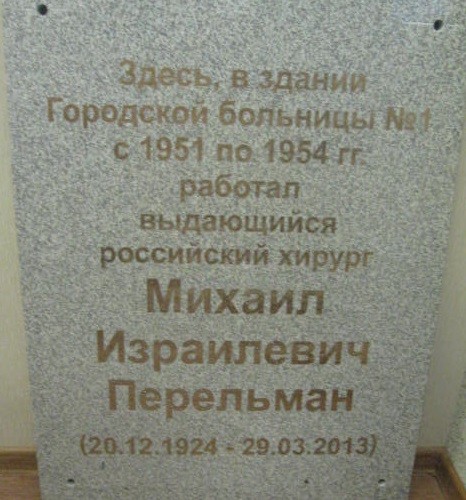 Здесь, в здании
Городской больницы №1
с 1951 по 1954 гг.
работал
выдающийся
российский хирург
Михаил
Израилевич
Перельман
(20.12.1924 - 29.03.2013)